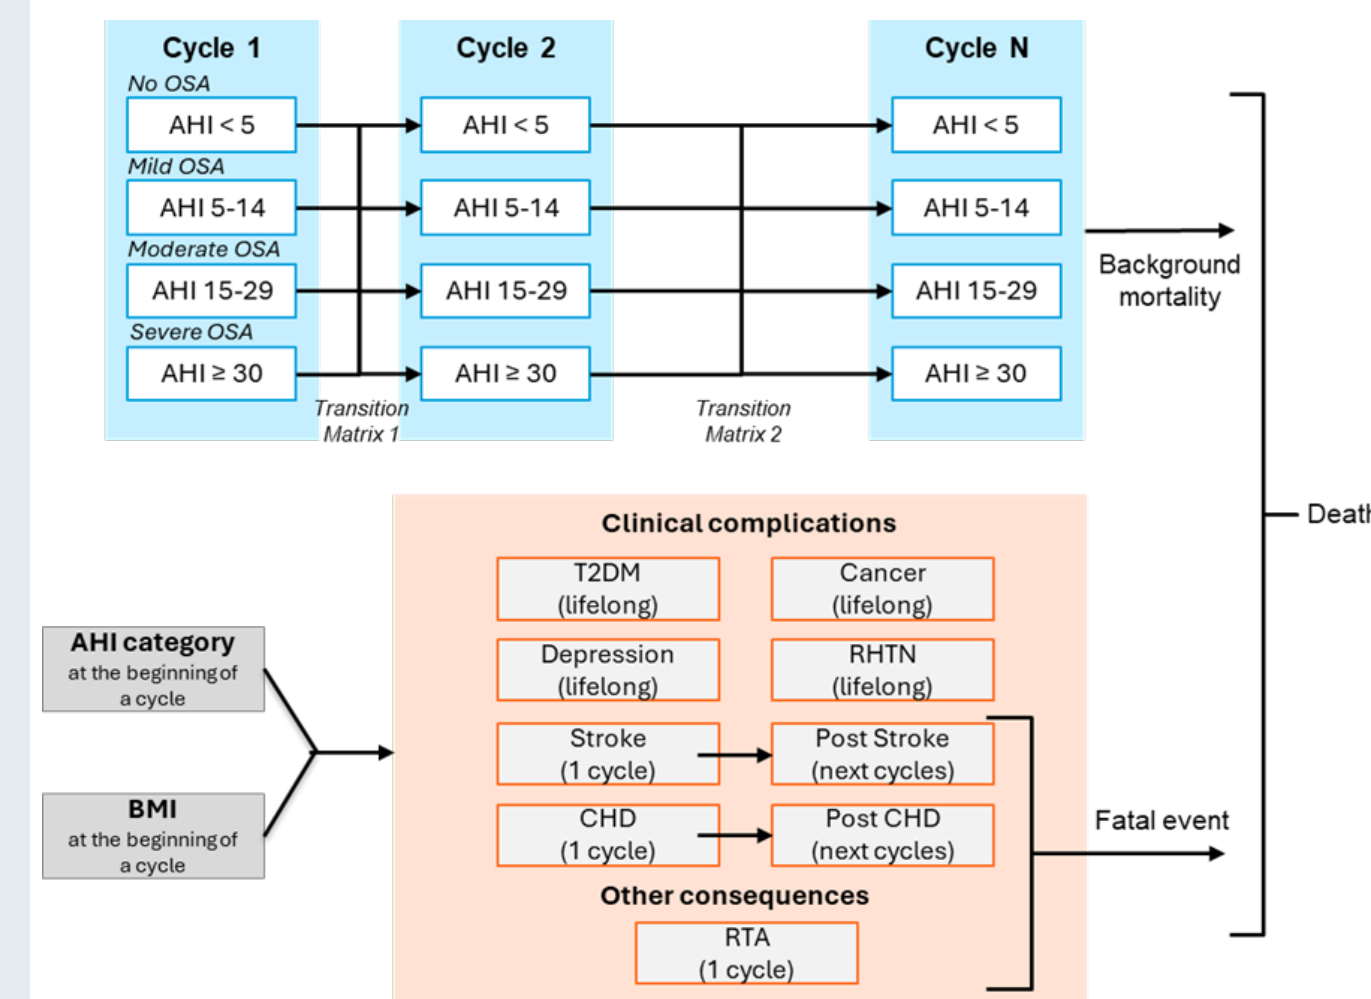 Cycle 1
Cycle 2
Cycle N
No OSA
AHI < 5
AHI < 5
AHI < 5
Mild OSA
AHI 5-14
AHI 5-14
AHI 5-14
Moderate OSA
AHI 15-29
AHI 15-29
AHI 15-29
Severe OSA
AHI ≥ 30
AHI ≥ 30
AHI ≥ 30
Transition
Matrix 1
Transition
Matrix 2
Background
mortality
Death
Clinical complications
T2DM
(lifelong)
Cancer
(lifelong)
Depression
(lifelong)
RHTN
(lifelong)
Stroke
(1 cycle)
Post Stroke
(next cycles)
CHD
(1 cycle)
Post CHD
(next cycles)
Other consequences
RTA
(1 cycle)
AHI category
at the beginning of
a cycle
BMI
at the beginning of
a cycle
Fatal event